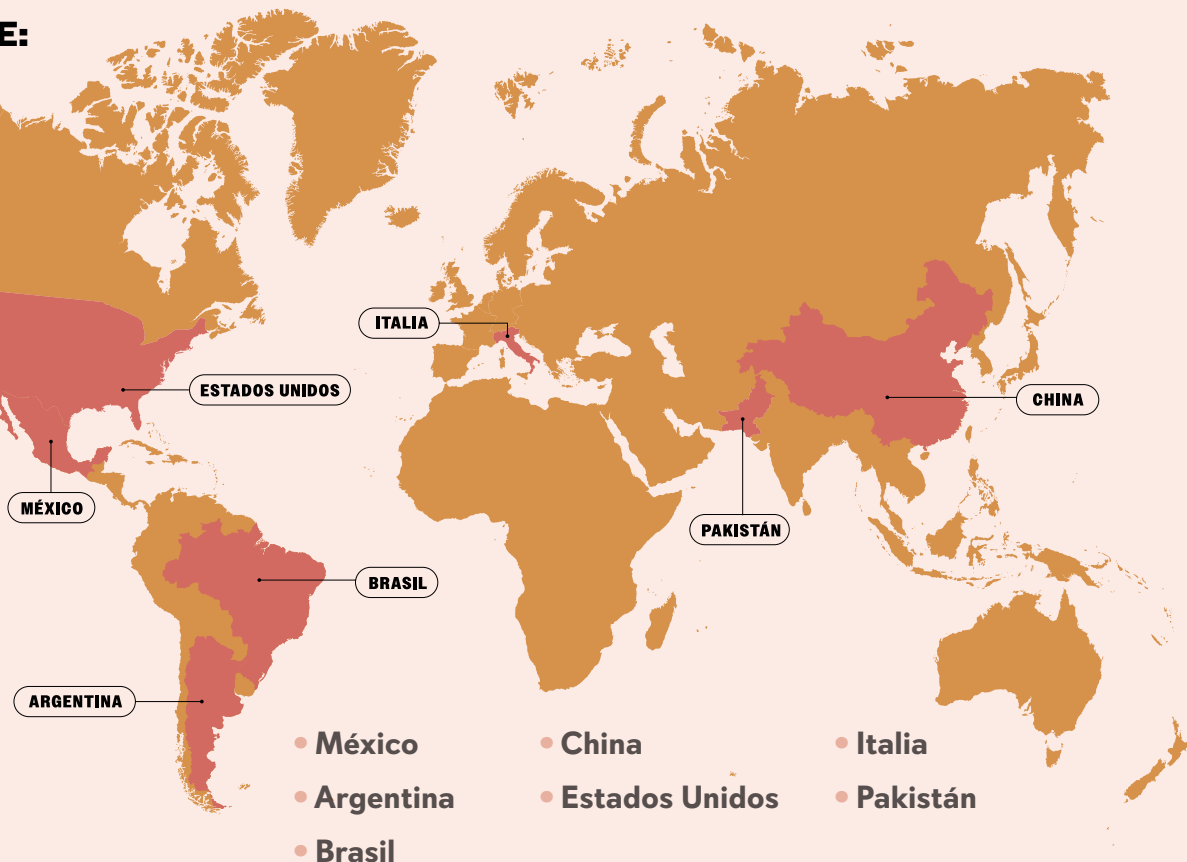 E:
ITALIA
ESTADOS UNIDOS
CHINA
MÉXICO
PAKISTÁN
BRASIL
ARGENTINA
• México
• Argentina
• Brasil
• China
• Estados Unidos
• Italia
• Pakistán